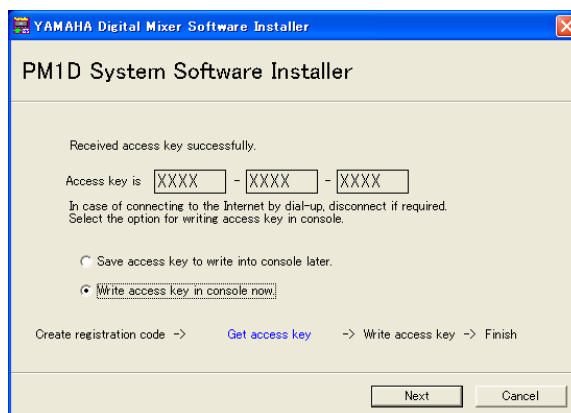 YAMAHA Digital Mixer Software Installer
PM1D System Software Installer
Received access key successfully.
Access key is XXXX - XXXX - XXXX
In case of connecting to the Internet by dial-up, disconnect if required.
Select the option for writing access key in console.
Save access key to write into console later.
Write access key in console now.
Create registration code -> Get access key -> Write access key -> Finish
Next Cancel